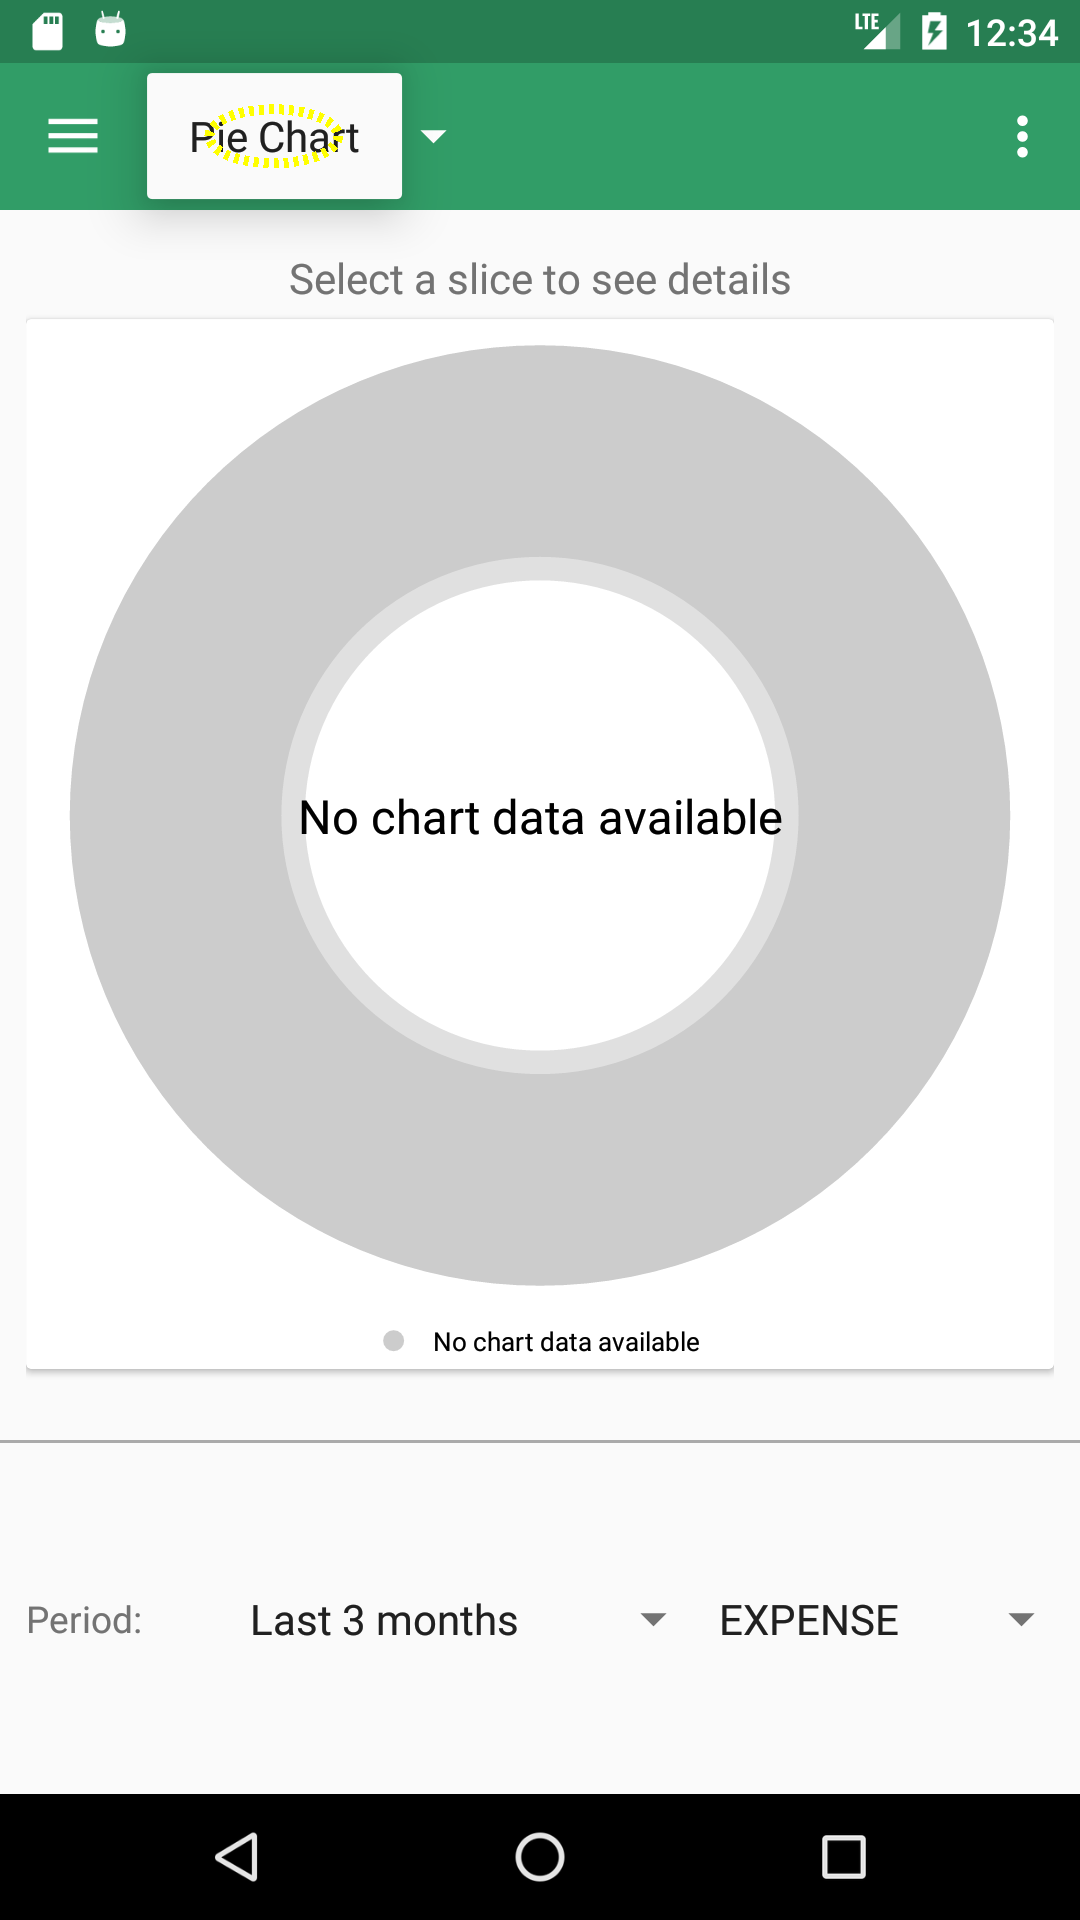 LTE 12:34
Pie Chart
Select a slice to see details
No chart data available
No chart data available
Period: Last 3 months EXPENSE